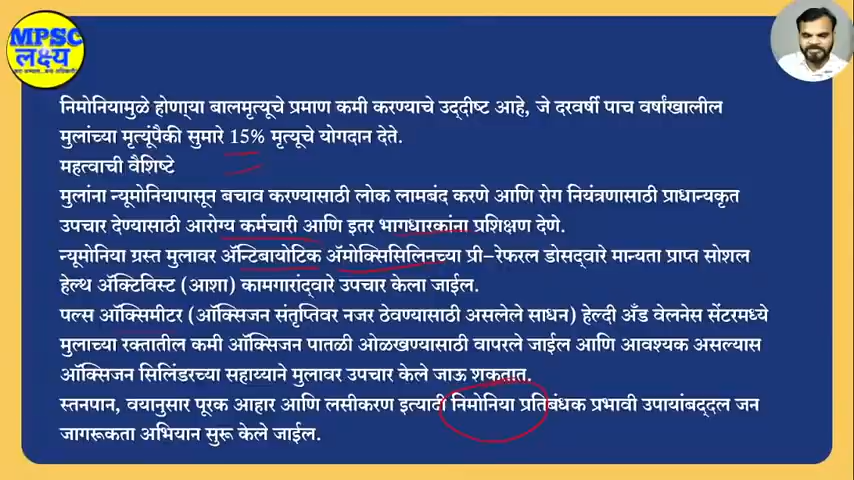 MPSC
लक्ष्य
निमोनियामुळे होणाऱ्या बालमृत्यूचे प्रमाण कमी करण्याचे उद्दीष्ट आहे, जे दरवर्षी पाच वर्षांखालील
मुलांच्या मृत्यूंपैकी सुमारे 15% मृत्यूचे योगदान देते.
महत्वाची वैशिष्टे
मुलांना न्यूमोनियापासून बचाव करण्यासाठी लोक लामबंद करणे आणि रोग नियंत्रणासाठी प्राधान्यकृत
उपचार देण्यासाठी आरोग्य कर्मचारी आणि इतर भागधारकांना प्रशिक्षण देणे.
न्यूमोनिया ग्रस्त मुलावर ॲन्टिबायोटिक ॲमोक्सिसिलिनच्या प्री-रेफरल डोसद्वारे मान्यता प्राप्त सोशल
हेल्थ ॲक्टिविस्ट (आशा) कामगारांद्वारे उपचार केला जाईल.
पल्स ऑक्सिमीटर (ऑक्सिजन संतृप्तिवर नजर ठेवण्यासाठी असलेले साधन) हेल्दी अँड वेलनेस सेंटरमध्ये
मुलाच्या रक्तातील कमी ऑक्सिजन पातळी ओळखण्यासाठी वापरले जाईल आणि आवश्यक असल्यास
ऑक्सिजन सिलिंडरच्या सहाय्याने मुलावर उपचार केले जाऊ शकतात.
स्तनपान, वयानुसार पूरक आहार आणि लसीकरण इत्यादी निमोनिया प्रतिबंधक प्रभावी उपायांबद्दल जन
जागरूकता अभियान सुरू केले जाईल.